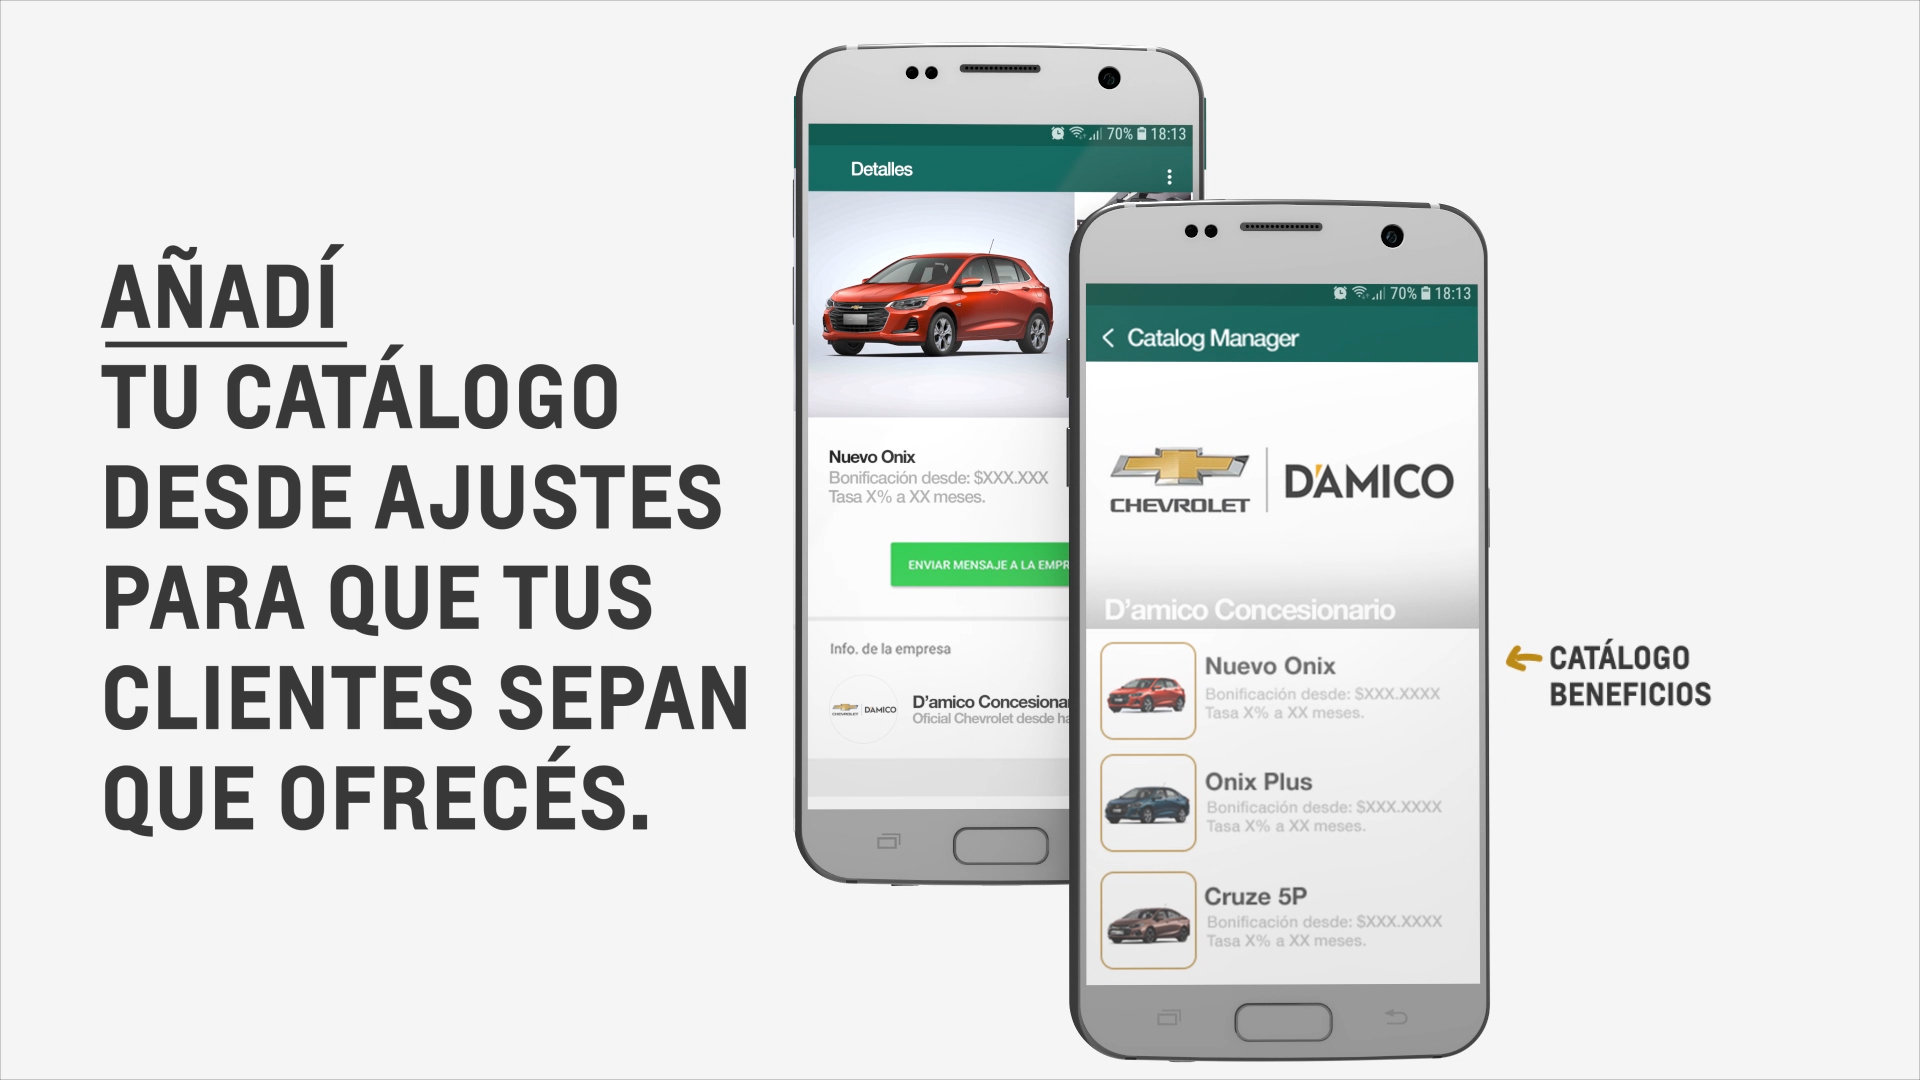 AÑADÍ
TU CATÁLOGO
DESDE AJUSTES
PARA QUE TUS
CLIENTES SEPAN
QUE OFRECÉS.
70% 18:13
Detalles
Nuevo Onix
Bonificación desde: $XXX.XXX
Tasa X% a XX meses.
ENVIAR MENSAJE A LA EMPR
Info. de la empresa
CHEVROLET DAMICO
D'amico Concesionar
Oficial Chevrolet desde ha
70% 18:13
Catalog Manager
CHEVROLET D'AMICO
D'amico Concesionario
Nuevo Onix
Bonificación desde: $XXX.XXXX
Tasa X% a XX meses.
Onix Plus
Bonificación desde: $XXX.XXXX
Tasa X% a XX meses.
Cruze 5P
Bonificación desde: $XXX.XXXX
Tasa X% a XX meses.
CATÁLOGO
BENEFICIOS